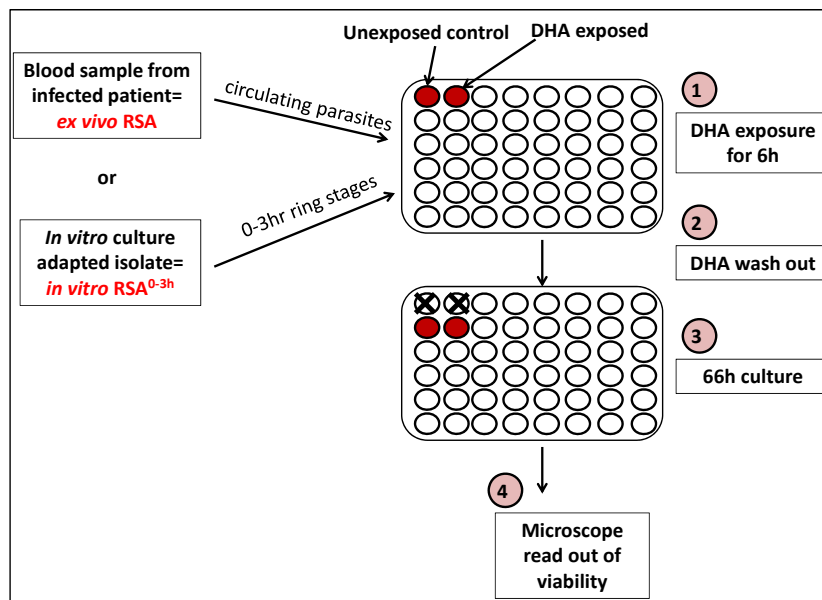 Unexposed control
DHA exposed
Blood sample from
infected patient=
ex vivo RSA
circulating parasites
or
0-3hr ring stages
In vitro culture
adapted isolate=
in vitro RSA0-3h
1
DHA exposure
for 6h
2
DHA wash out
3
66h culture
4
Microscope
read out of
viability